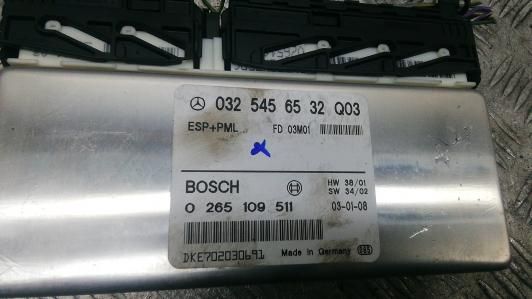 032 545 65 32 Q03
ESP+PML FD 03M01
BOSCH HW 38/01
SW 34/02
0 265 109 511 03-01-08
DKE702030691 Made in Germany